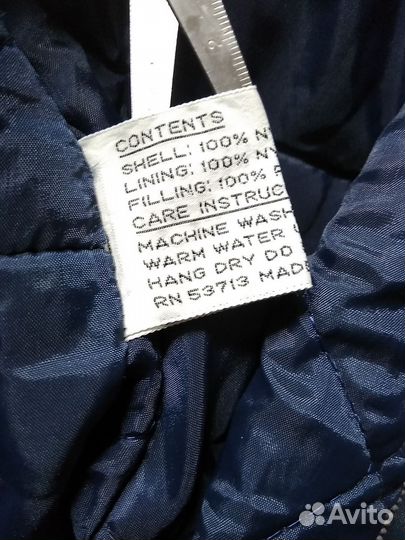 CONTENTS
SHELL: 100% NY
LINING: 100% NY
FILLING: 100% P
CARE INSTRUC
MACHINE WASH
WARM WATER
HANG DRY DO
RN 53713 MADE
Avito